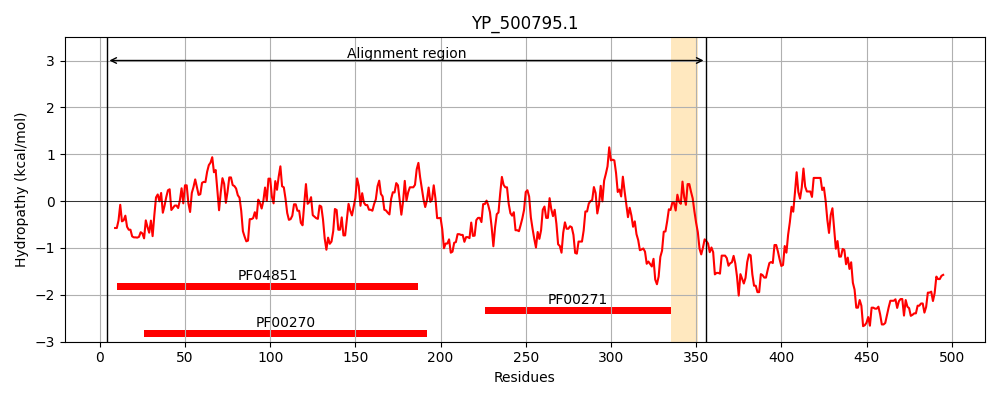 YP_500795.1
Alignment region
3
2
1
0
−1
−2
−3
Hydropathy (kcal/mol)
PF04851
PF00271
PF00270
0
50
100
150
200
250
300
350
400
450
500
Residues